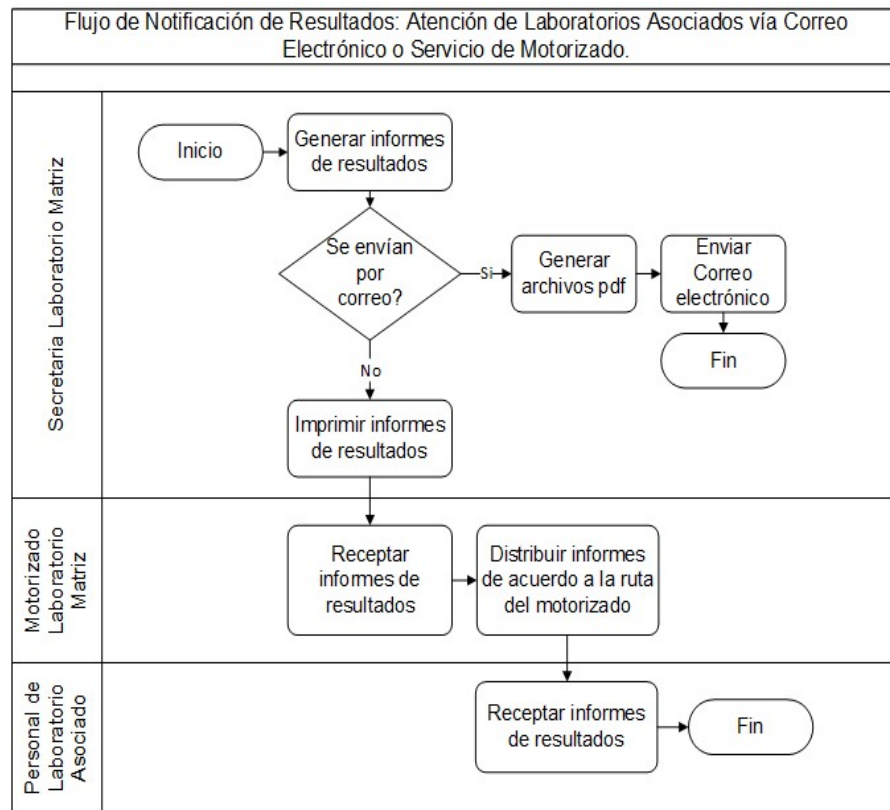 Flujo de Notificación de Resultados: Atención de Laboratorios Asociados vía Correo
Electrónico o Servicio de Motorizado.
Secretaria Laboratorio Matriz
Inicio
Generar informes
de resultados
Se envían
por
correo?
Si
Generar
archivos pdf
Enviar
Correo
electrónico
Fin
No
Imprimir informes
de resultados
Motorizado
Laboratorio
Matriz
Receptar
informes de
resultados
Distribuir informes
de acuerdo a la ruta
del motorizado
Personal de
Laboratorio
Asociado
Receptar informes
de resultados
Fin